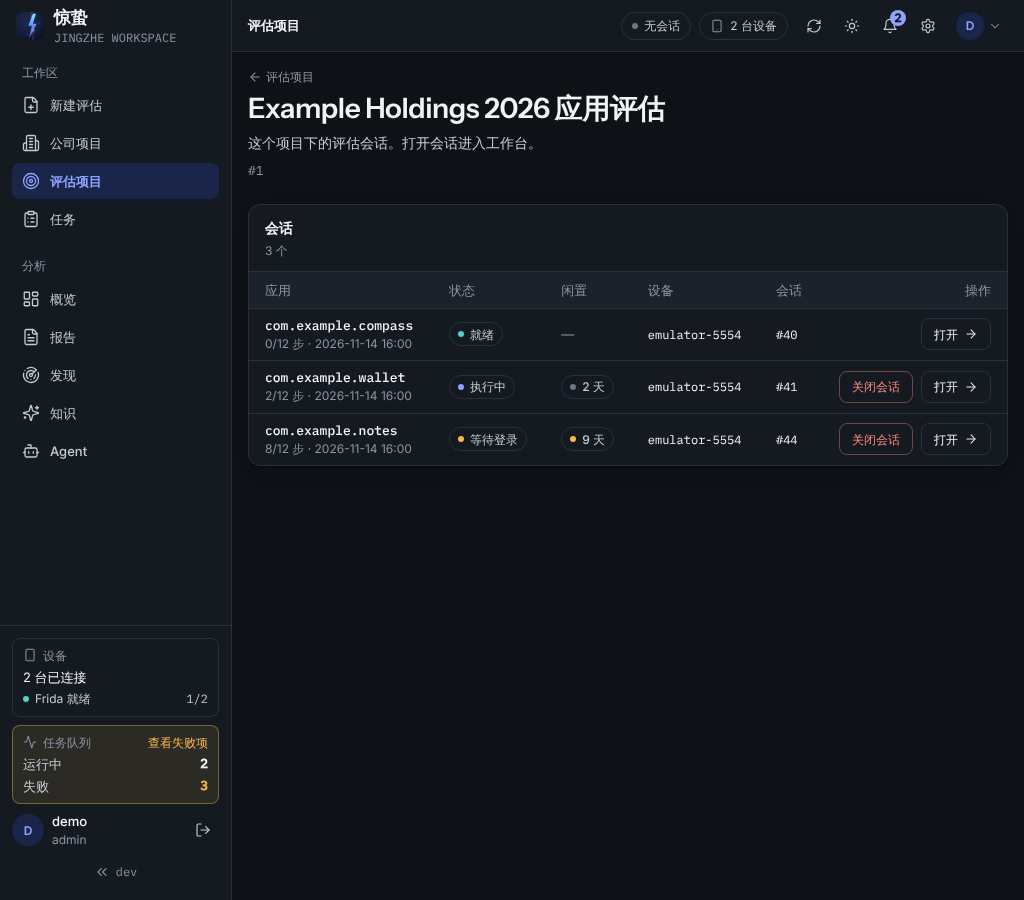 惊蛰
JINGZHE WORKSPACE
工作区
新建评估
公司项目
评估项目
任务
分析
概览
报告
发现
知识
Agent
设备
2 台已连接
Frida 就绪 1/2
任务队列 查看失败项
运行中 2
失败 3
D demo
admin
dev
评估项目 无会话 2 台设备 2 D
评估项目
Example Holdings 2026 应用评估
这个项目下的评估会话。打开会话进入工作台。
#1
会话
3 个
应用 状态 闲置 设备 会话 操作
com.example.compass
0/12 步 · 2026-11-14 16:00
就绪 — emulator-5554 #40 打开
com.example.wallet
2/12 步 · 2026-11-14 16:00
执行中 2 天 emulator-5554 #41 关闭会话 打开
com.example.notes
8/12 步 · 2026-11-14 16:00
等待登录 9 天 emulator-5554 #44 关闭会话 打开